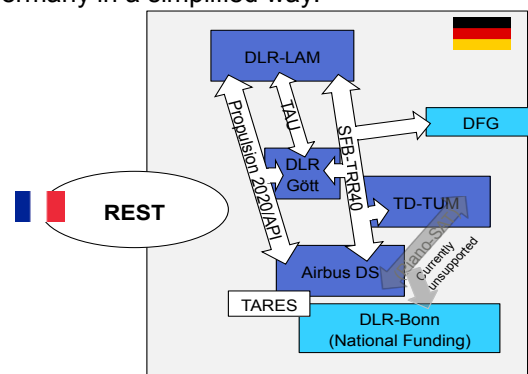 ermany in a simplified way.
DLR-LAM
Propulsion 2020/API
TAU
SFB-TRR40
DFG
DLR
Gött
REST
TD-TUM
Currently
unsupported
Airbus DS
TARES
DLR-Bonn
(National Funding)